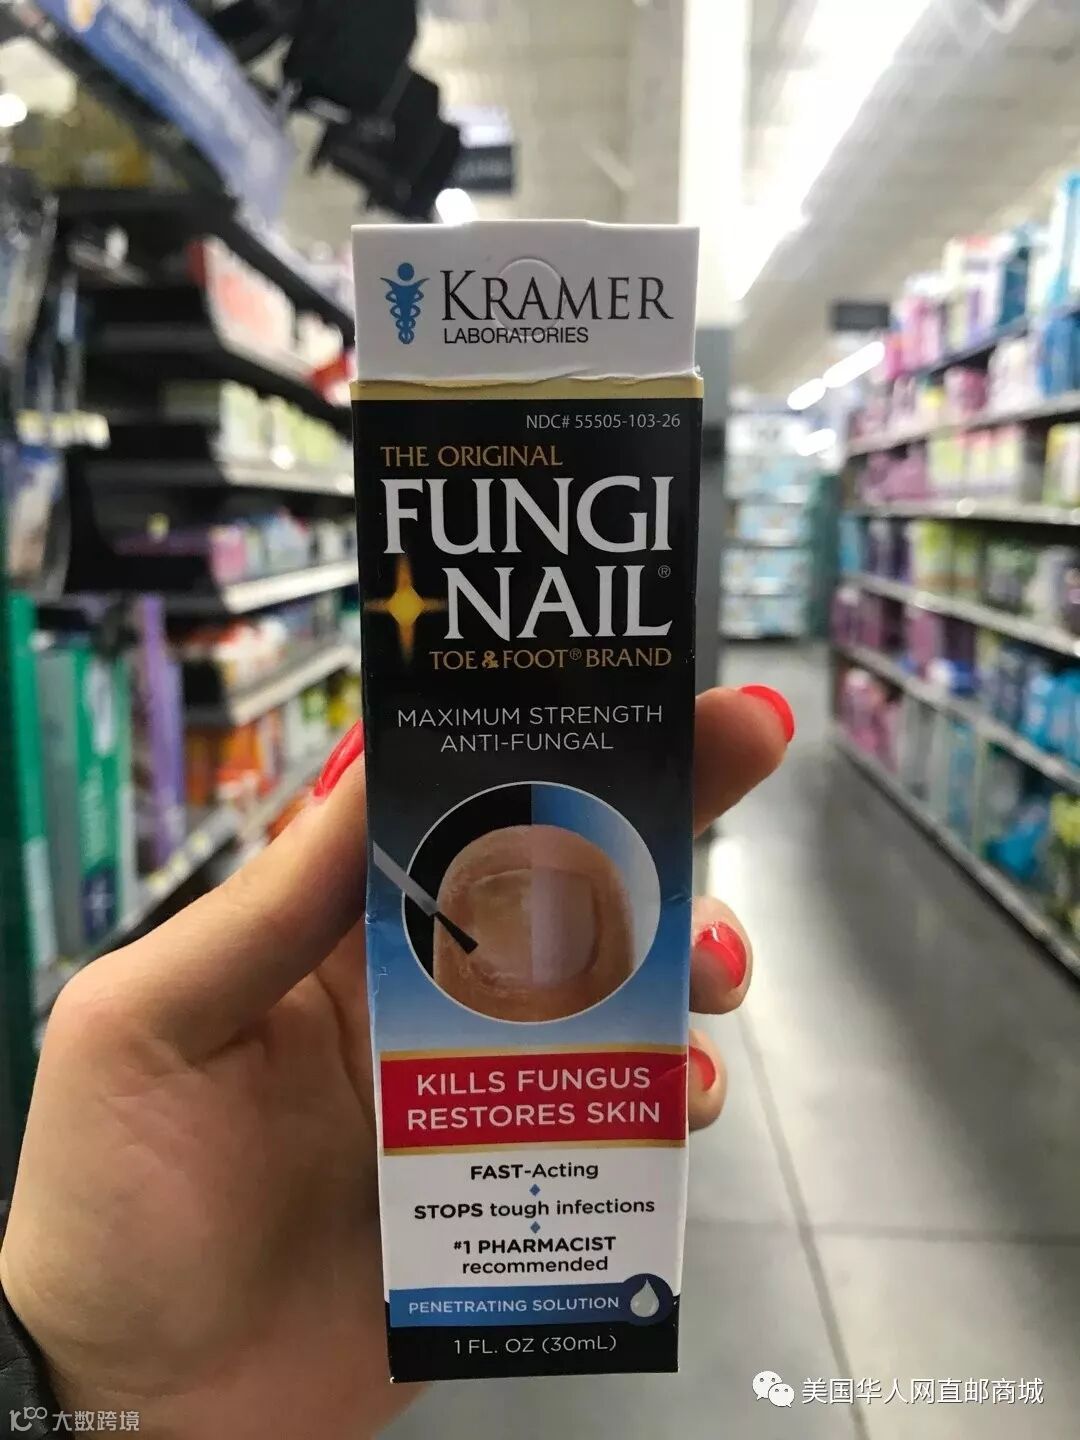 KRAMER
LABORATORIES
NDC# 55505-103-26
THE ORIGINAL
FUNGI
NAIL®
TOE & FOOT® BRAND
MAXIMUM STRENGTH
ANTI-FUNGAL
KILLS FUNGUS
RESTORES SKIN
FAST-Acting
STOPS tough infections
#1 PHARMACIST
recommended
PENETRATING SOLUTION
1 FL. OZ (30mL)
美国华人网直邮商城
大数跨境